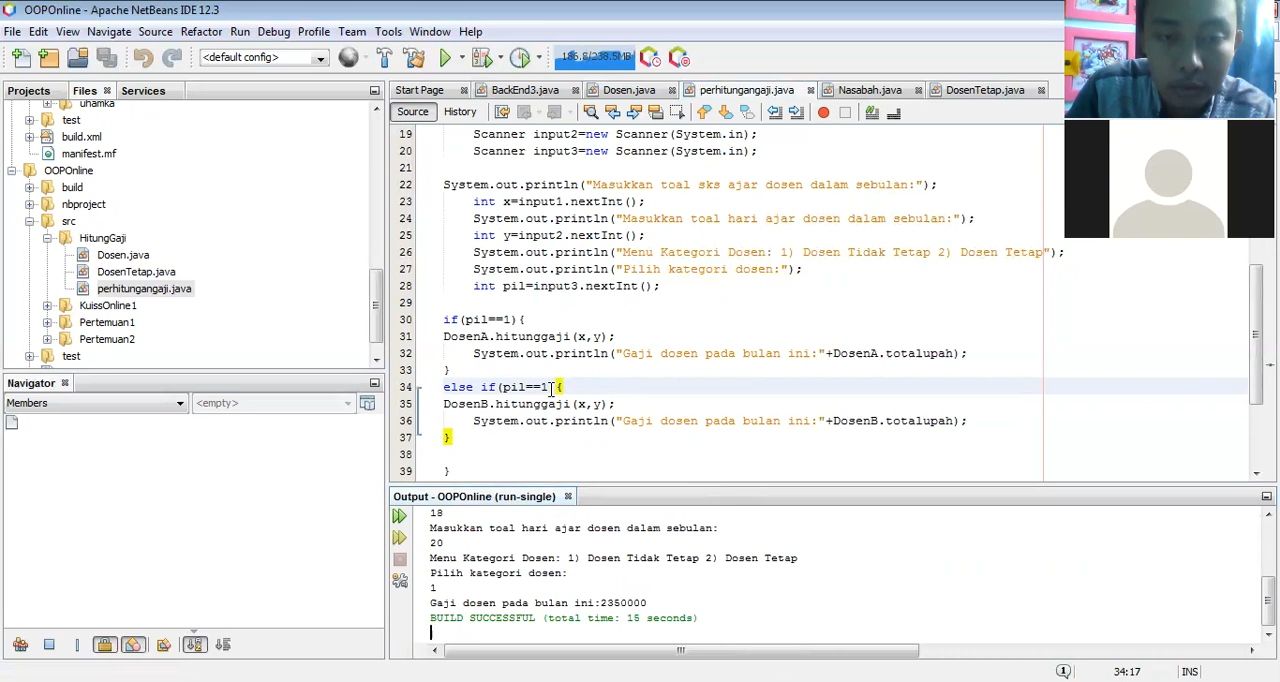 OOPOnline - Apache NetBeans IDE 12.3
File Edit View Navigate Source Refactor Run Debug Profile Team Tools Window Help
<default config>
186,8/238,5MB
Projects Files Services
Start Page BackEnd3.java Dosen.java perhitungangaji.java Nasabah.java DosenTetap.java
Source History
uhamka
test
build.xml
manifest.mf
OOPOnline
build
nbproject
src
HitungGaji
Dosen.java
DosenTetap.java
perhitungangaji.java
KuissOnline1
Pertemuan1
Pertemuan2
test
Navigator
Members <empty>
19 Scanner input2=new Scanner(System.in);
20 Scanner input3=new Scanner(System.in);
21
22 System.out.println("Masukkan toal sks ajar dosen dalam sebulan:");
23 int x=input1.nextInt();
24 System.out.println("Masukkan toal hari ajar dosen dalam sebulan:");
25 int y=input2.nextInt();
26 System.out.println("Menu Kategori Dosen: 1) Dosen Tidak Tetap 2) Dosen Tetap");
27 System.out.println("Pilih kategori dosen:");
28 int pil=input3.nextInt();
29
30 if(pil==1){
31 DosenA.hitunggaji(x,y);
32 System.out.println("Gaji dosen pada bulan ini:"+DosenA.totalupah);
33 }
34 else if(pil==1 {
35 DosenB.hitunggaji(x,y);
36 System.out.println("Gaji dosen pada bulan ini:"+DosenB.totalupah);
37 }
38
39 }
Output - OOPOnline (run-single)
18
Masukkan toal hari ajar dosen dalam sebulan:
20
Menu Kategori Dosen: 1) Dosen Tidak Tetap 2) Dosen Tetap
Pilih kategori dosen:
1
Gaji dosen pada bulan ini:2350000
BUILD SUCCESSFUL (total time: 15 seconds)
1 34:17 INS